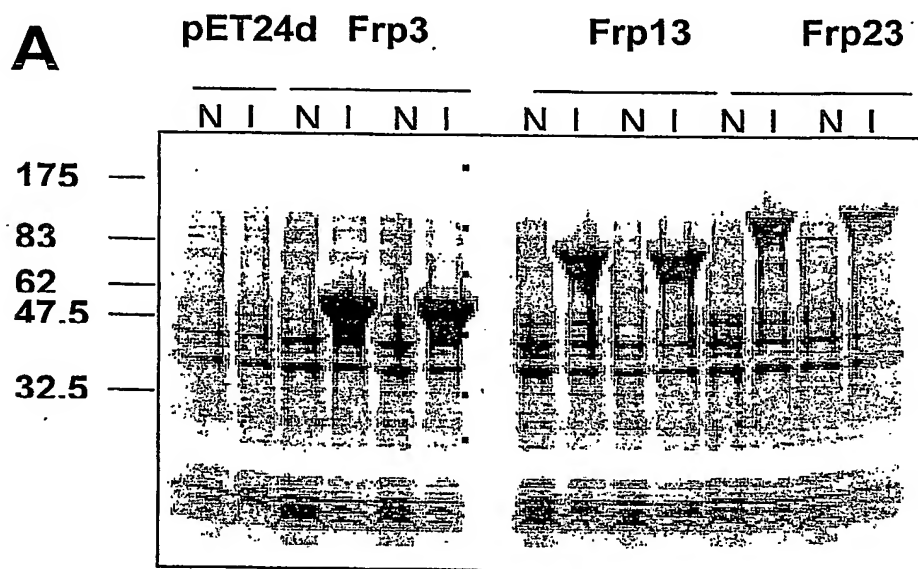 A
pET24d Frp3 Frp13 Frp23
N I N I N I N I N I N I N I
175
83
62
47.5
32.5